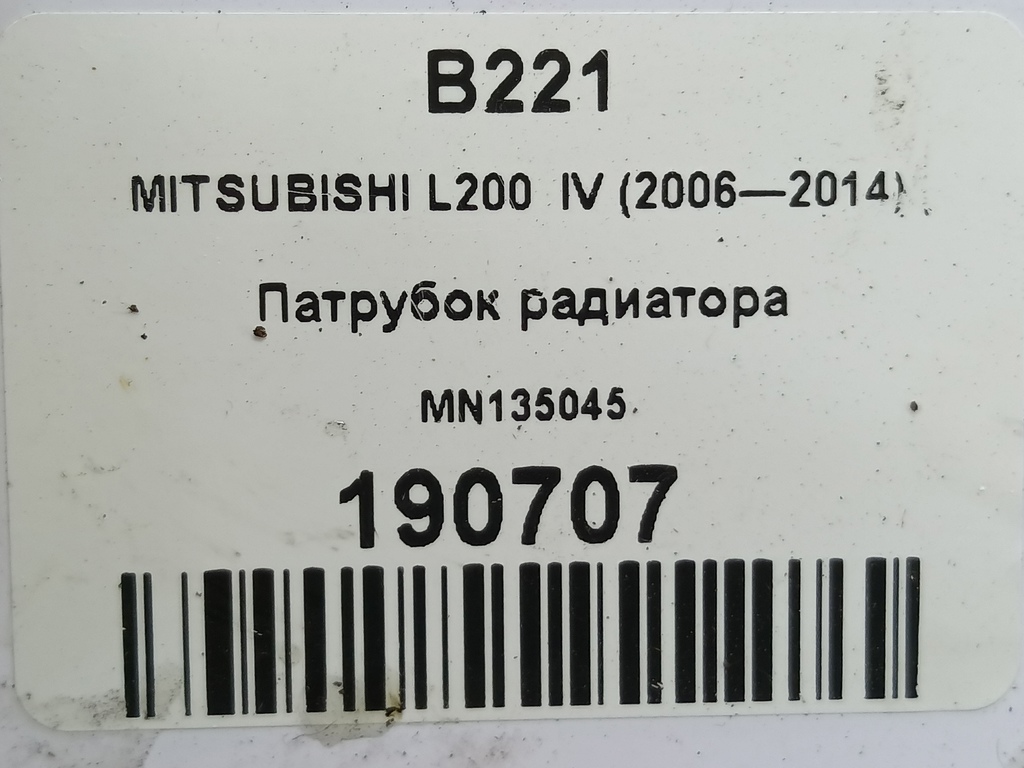 B221
MITSUBISHI L200 IV (2006—2014)
Патрубок радиатора
MN135045
190707